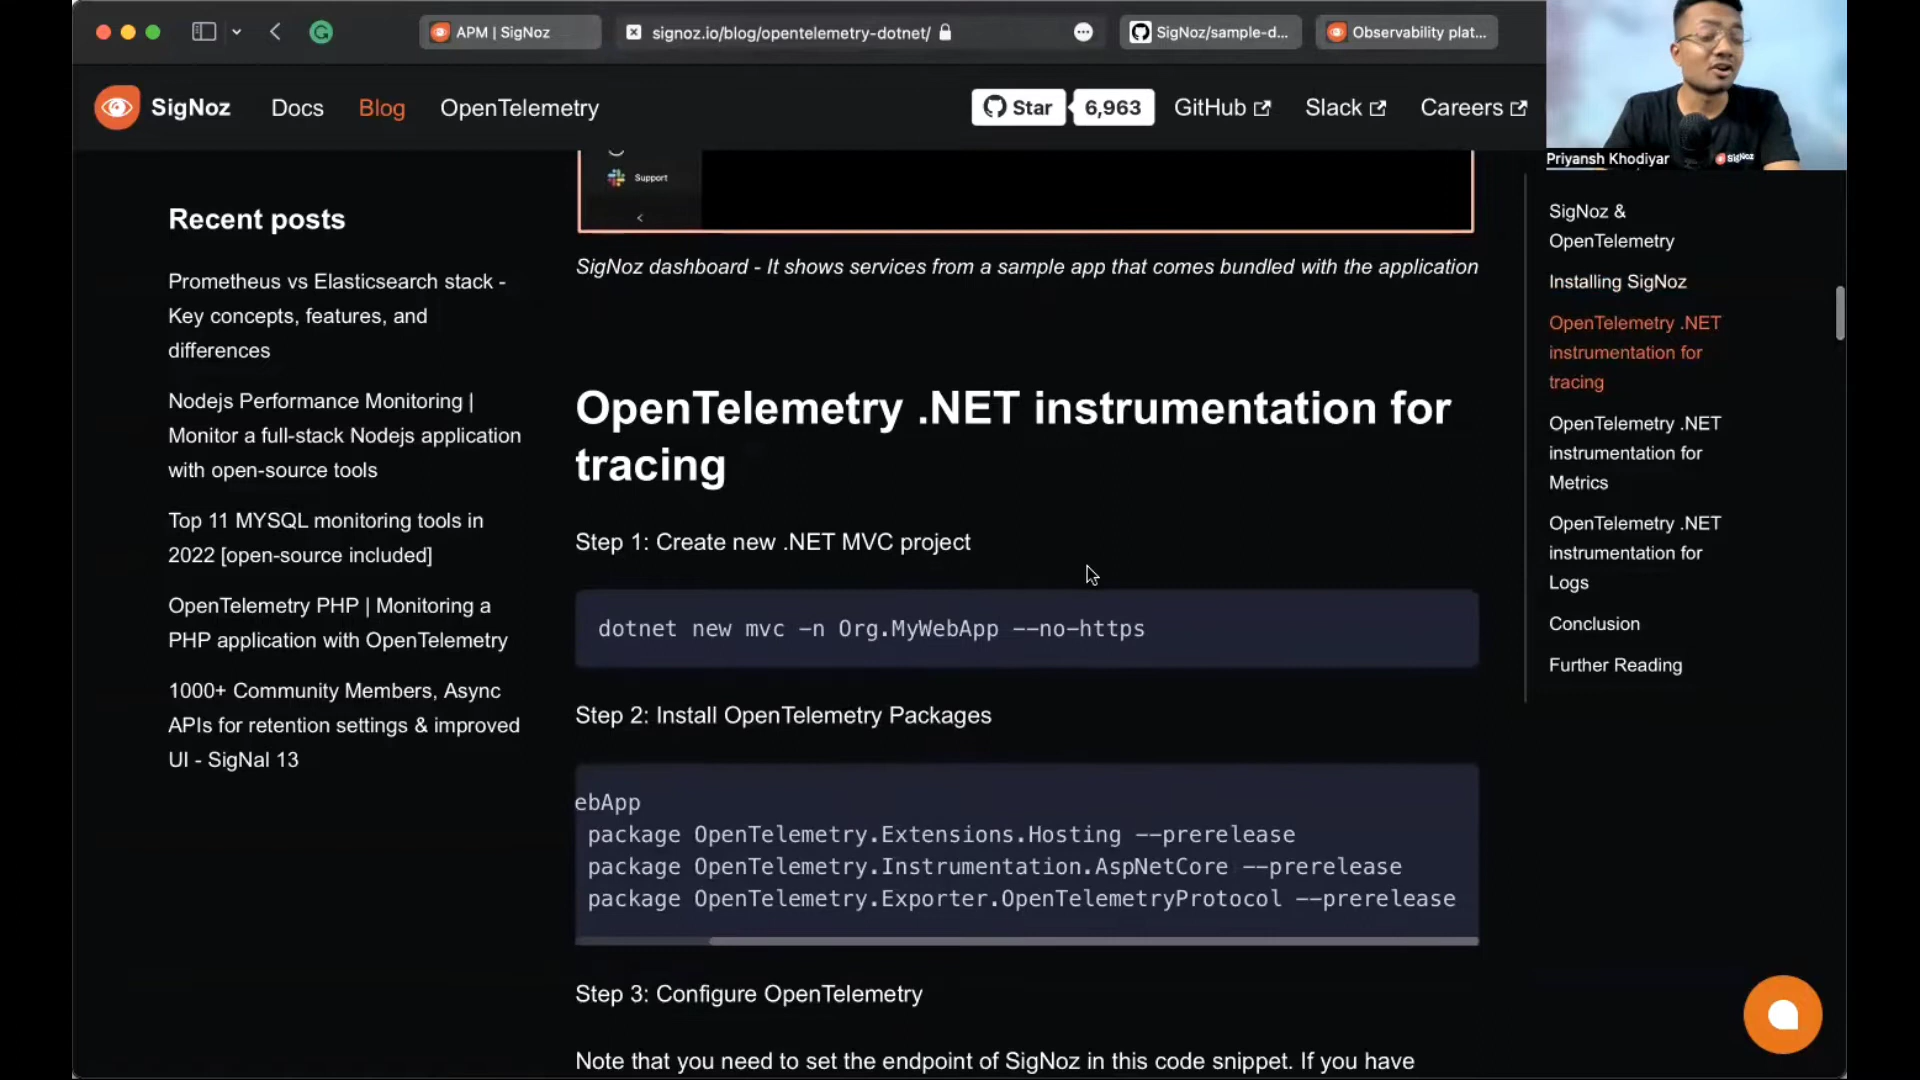 APM | SigNoz
signoz.io/blog/opentelemetry-dotnet/
SigNoz/sample-d...
Observability plat...
SigNoz
Docs
Blog
OpenTelemetry
Star
6,963
GitHub
Slack
Careers
Priyansh Khodiyar
SigNoz
Recent posts
Prometheus vs Elasticsearch stack -
Key concepts, features, and
differences
Nodejs Performance Monitoring |
Monitor a full-stack Nodejs application
with open-source tools
Top 11 MYSQL monitoring tools in
2022 [open-source included]
OpenTelemetry PHP | Monitoring a
PHP application with OpenTelemetry
1000+ Community Members, Async
APIs for retention settings & improved
UI - SigNal 13
Support
SigNoz dashboard - It shows services from a sample app that comes bundled with the application
OpenTelemetry .NET instrumentation for
tracing
Step 1: Create new .NET MVC project
dotnet new mvc -n Org.MyWebApp --no-https
Step 2: Install OpenTelemetry Packages
ebApp
package OpenTelemetry.Extensions.Hosting --prerelease
package OpenTelemetry.Instrumentation.AspNetCore --prerelease
package OpenTelemetry.Exporter.OpenTelemetryProtocol --prerelease
Step 3: Configure OpenTelemetry
Note that you need to set the endpoint of SigNoz in this code snippet. If you have
SigNoz &
OpenTelemetry
Installing SigNoz
OpenTelemetry .NET
instrumentation for
tracing
OpenTelemetry .NET
instrumentation for
Metrics
OpenTelemetry .NET
instrumentation for
Logs
Conclusion
Further Reading